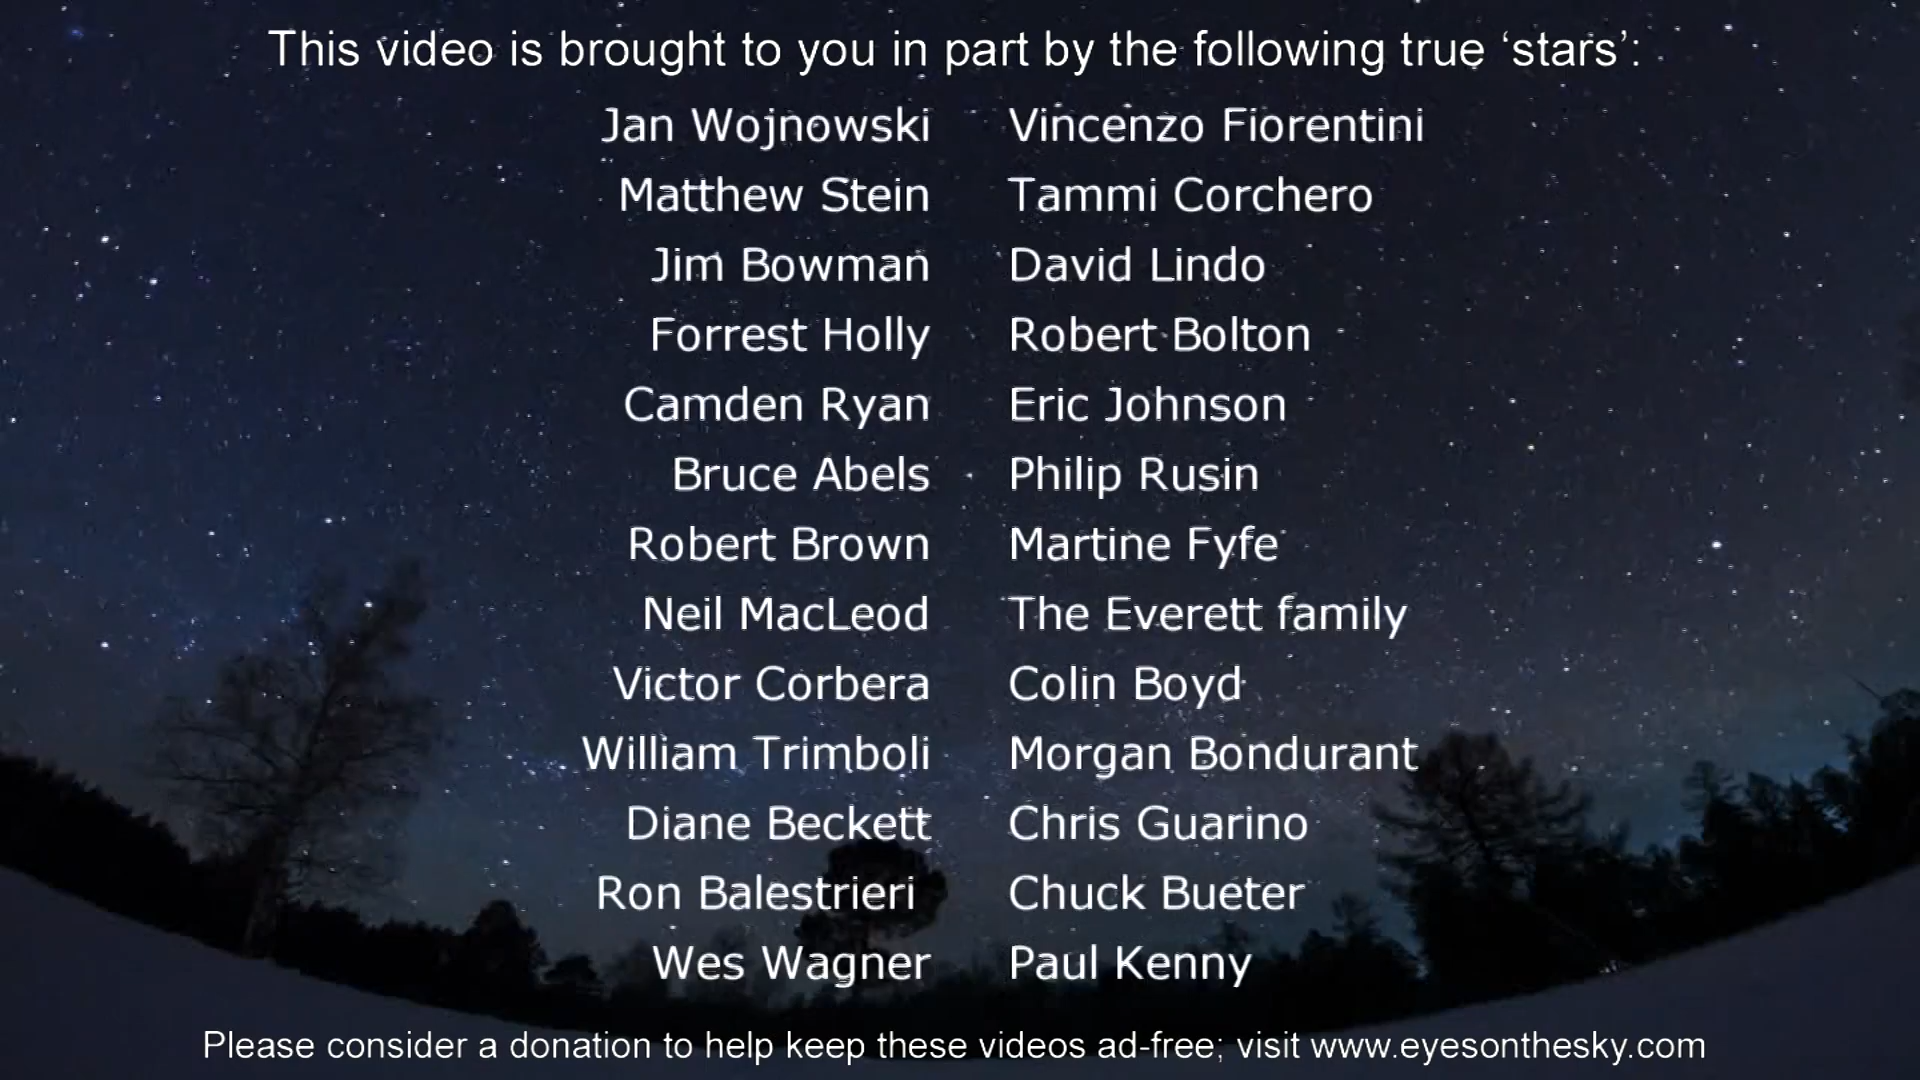 This video is brought to you in part by the following true ‘stars’:
Jan Wojnowski Vincenzo Fiorentini
Matthew Stein Tammi Corchero
Jim Bowman David Lindo
Forrest Holly Robert Bolton
Camden Ryan Eric Johnson
Bruce Abels Philip Rusin
Robert Brown Martine Fyfe
Neil MacLeod The Everett family
Victor Corbera Colin Boyd
William Trimboli Morgan Bondurant
Diane Beckett Chris Guarino
Ron Balestrieri Chuck Bueter
Wes Wagner Paul Kenny
Please consider a donation to help keep these videos ad-free; visit www.eyesonthesky.com